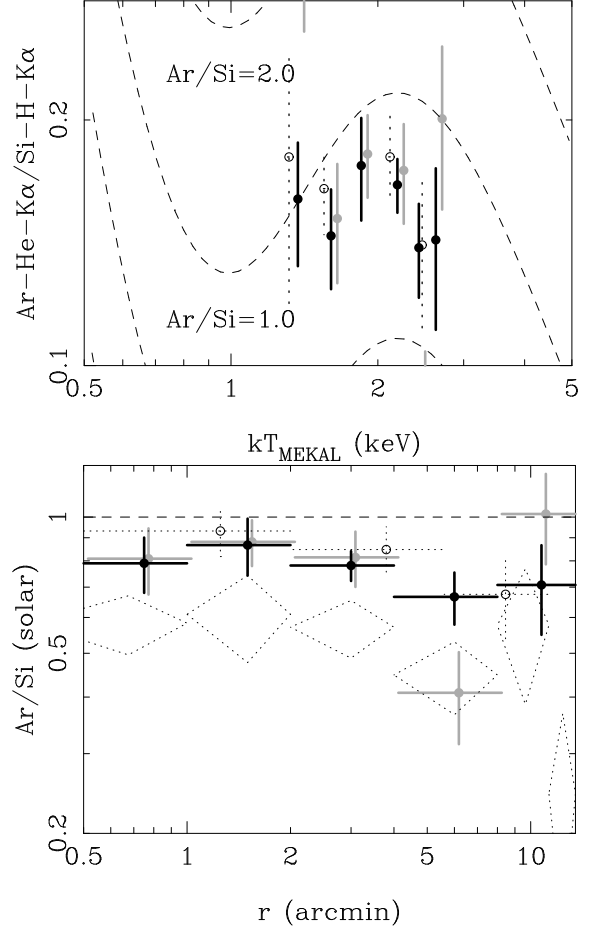 Ar−He−Kα/Si−H−Kα
0.2
0.1
Ar/Si=2.0
Ar/Si=1.0
0.5 1 2 5
kT_MEKAL (keV)
Ar/Si (solar)
1
0.5
0.2
0.5 1 2 5 10
r (arcmin)